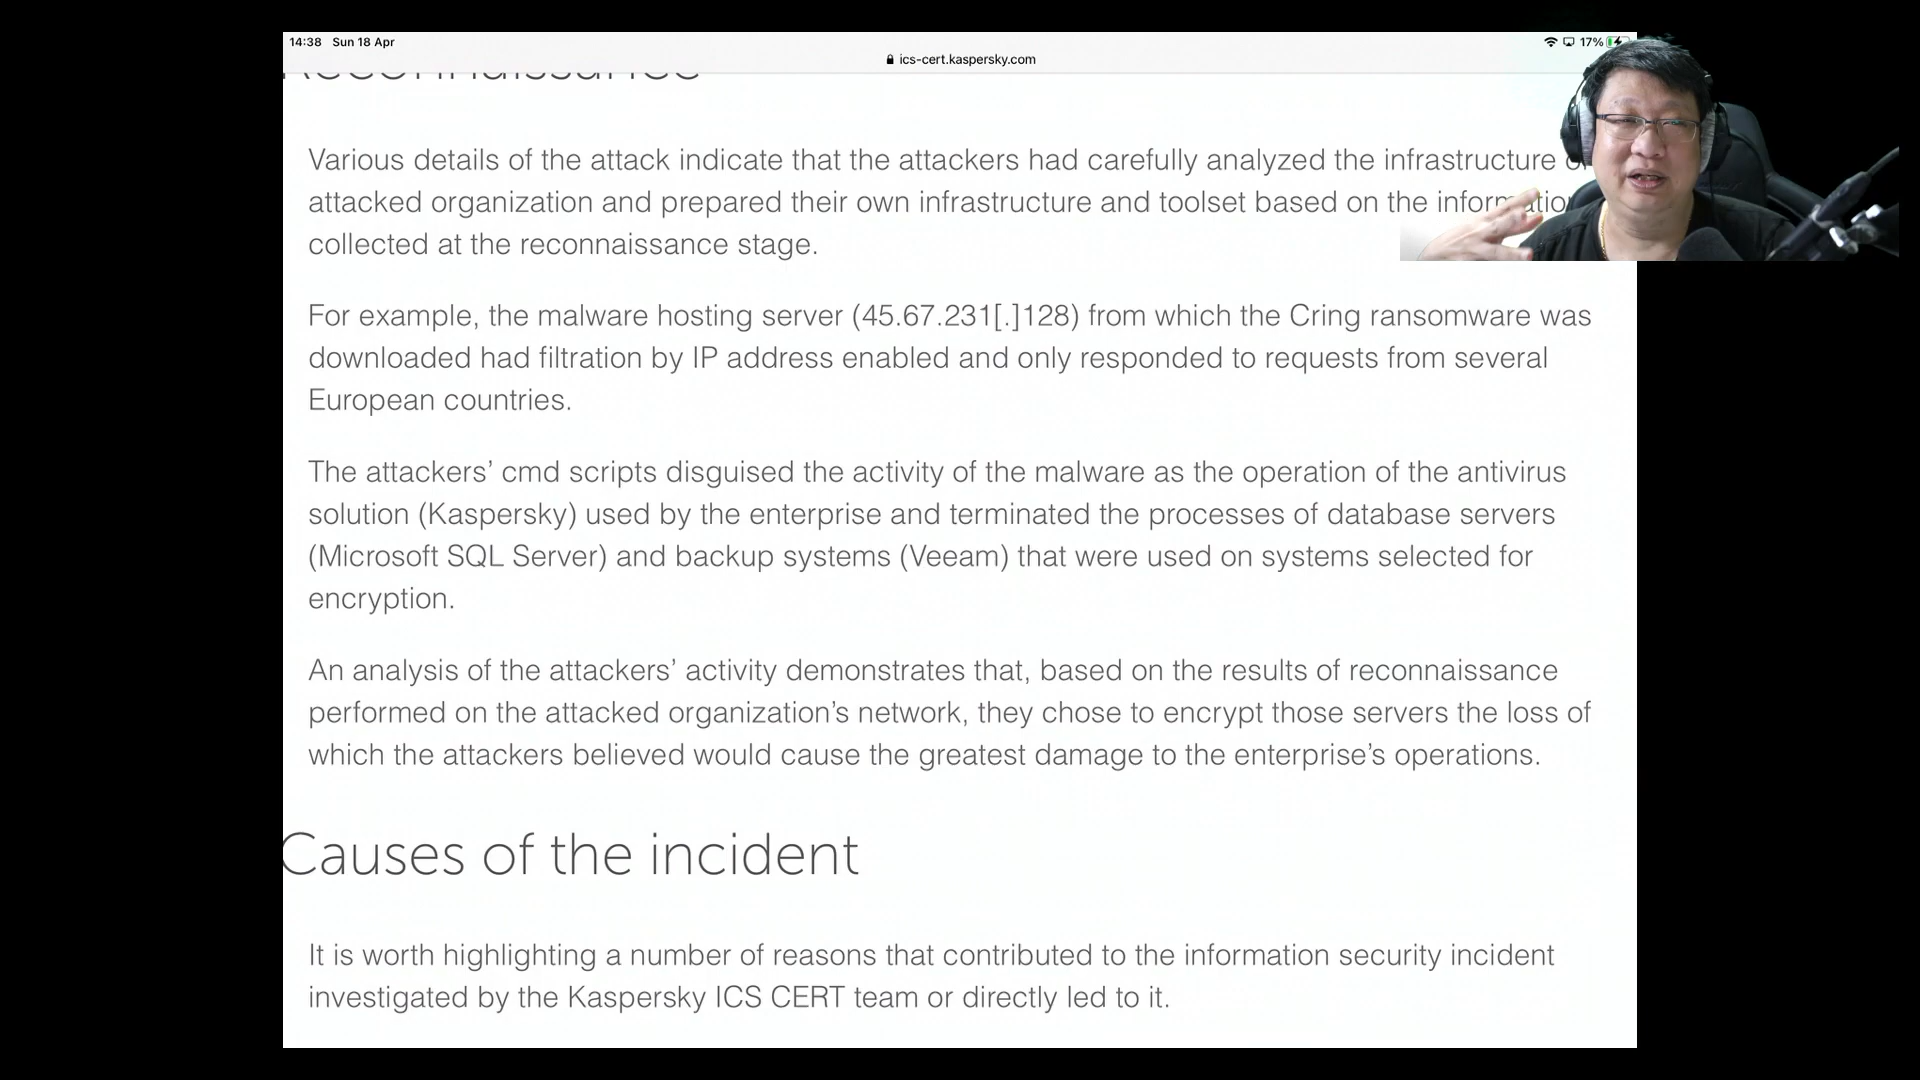 14:38 Sun 18 Apr
17%
ics-cert.kaspersky.com
Reconnaissance
Various details of the attack indicate that the attackers had carefully analyzed the infrastructure
attacked organization and prepared their own infrastructure and toolset based on the information
collected at the reconnaissance stage.
For example, the malware hosting server (45.67.231[.]128) from which the Cring ransomware was
downloaded had filtration by IP address enabled and only responded to requests from several
European countries.
The attackers’ cmd scripts disguised the activity of the malware as the operation of the antivirus
solution (Kaspersky) used by the enterprise and terminated the processes of database servers
(Microsoft SQL Server) and backup systems (Veeam) that were used on systems selected for
encryption.
An analysis of the attackers’ activity demonstrates that, based on the results of reconnaissance
performed on the attacked organization’s network, they chose to encrypt those servers the loss of
which the attackers believed would cause the greatest damage to the enterprise’s operations.
Causes of the incident
It is worth highlighting a number of reasons that contributed to the information security incident
investigated by the Kaspersky ICS CERT team or directly led to it.